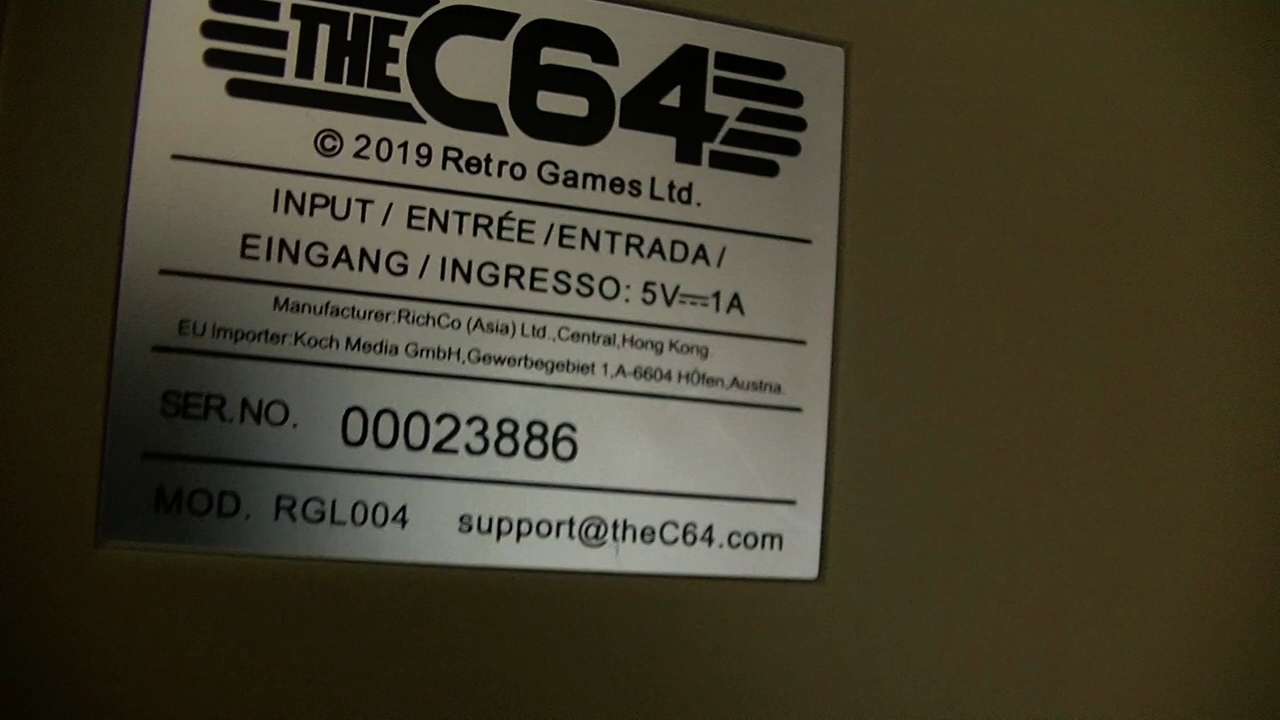 THEC64
© 2019 Retro Games Ltd.
INPUT / ENTRÉE /ENTRADA/
EINGANG / INGRESSO: 5V⎓1A
Manufacturer:RichCo (Asia) Ltd.,Central,Hong Kong.
EU Importer:Koch Media GmbH,Gewerbegebiet 1,A-6604 HÖfen,Austria.
SER.NO. 00023886
MOD. RGL004 support@theC64.com